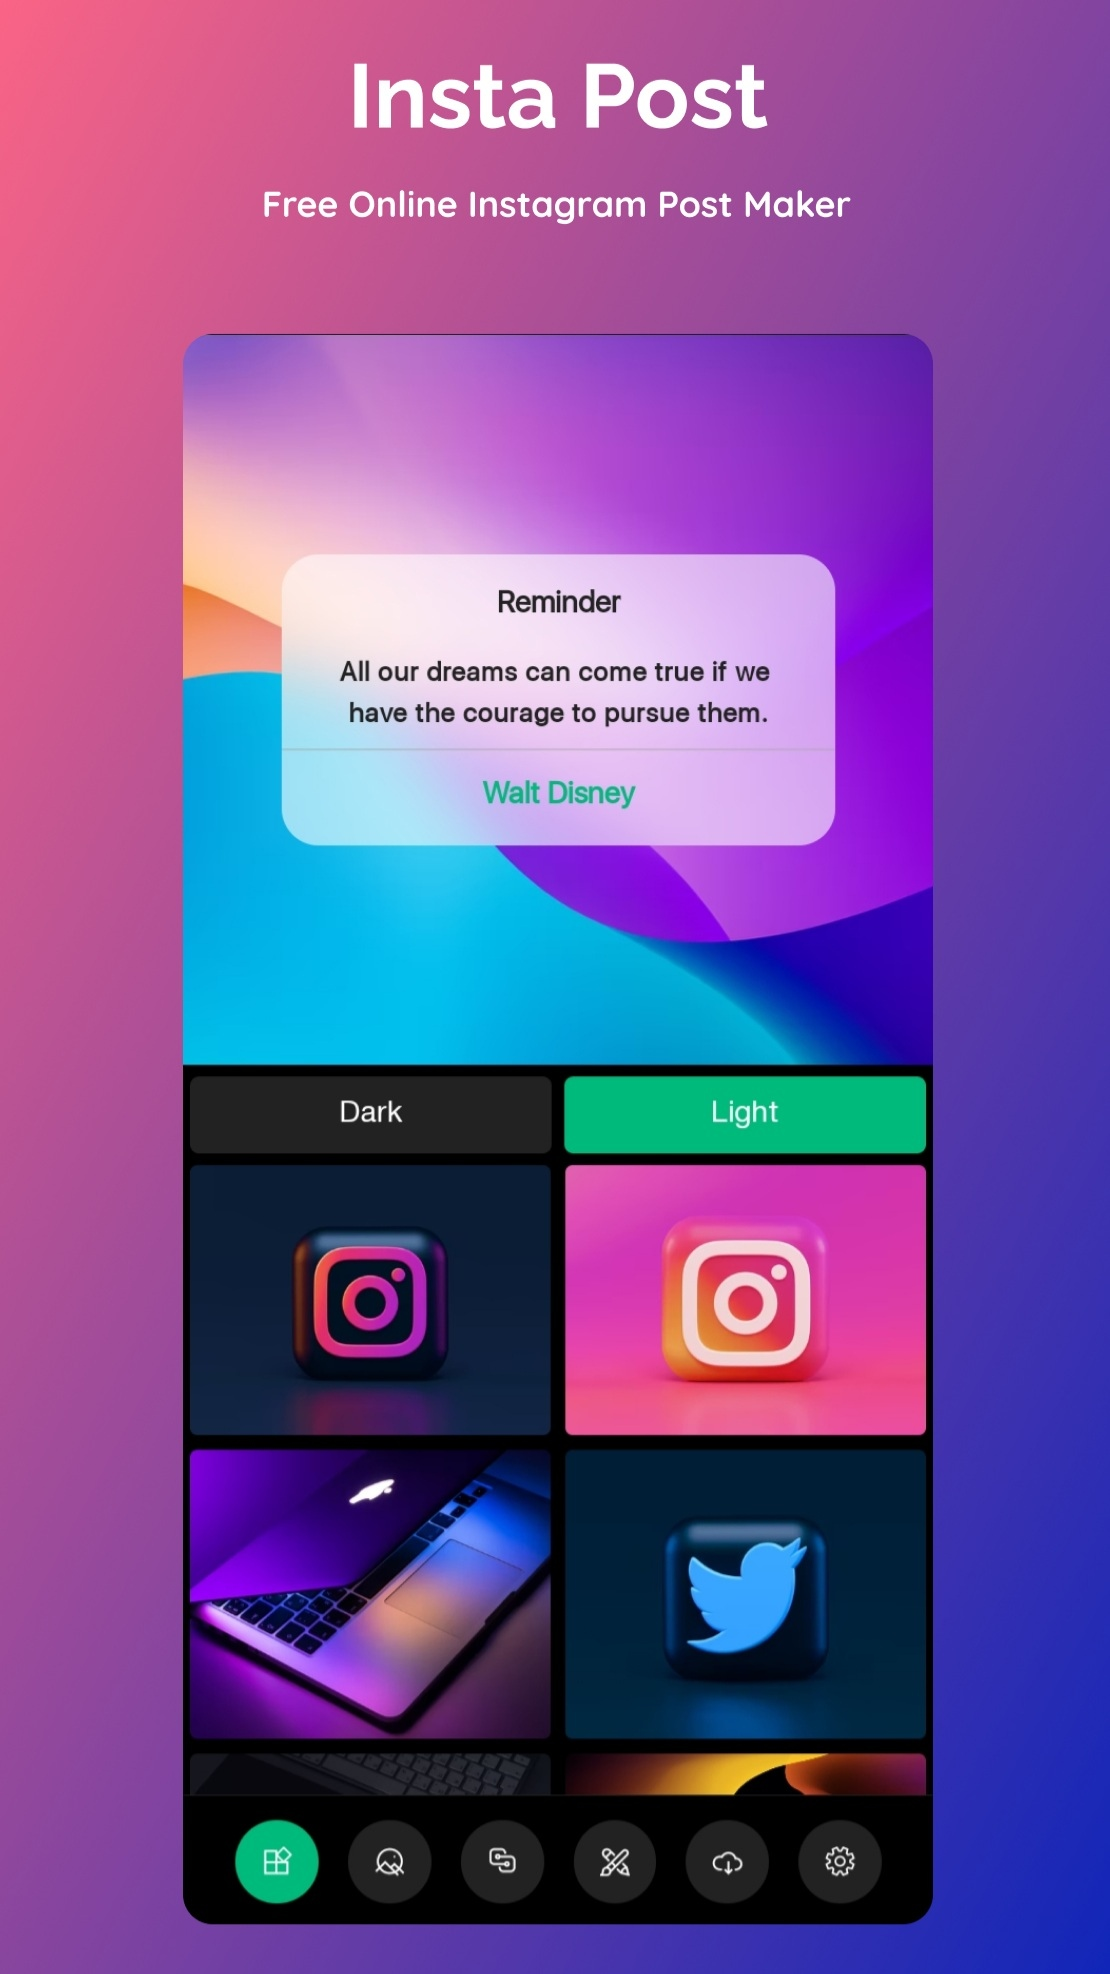 Insta Post
Free Online Instagram Post Maker
Reminder
All our dreams can come true if we
have the courage to pursue them.
Walt Disney
Dark
Light